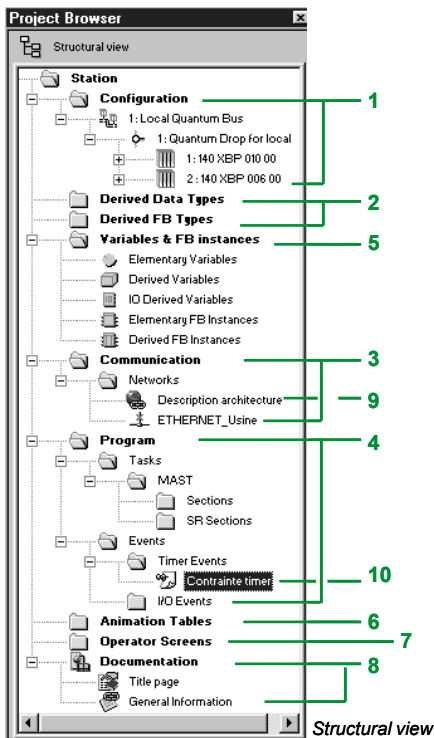 Project Browser
Structural view
Station
Configuration 1
1: Local Quantum Bus
1: Quantum Drop for local
1: 140 XBP 010 00
2 : 140 XBP 006 00
Derived Data Types 2
Derived FB Types
Variables & FB instances 5
Elementary Variables
Derived Variables
IO Derived Variables
Elementary FB Instances
Derived FB Instances
Communication 3
Networks
Description architecture 9
ETHERNET_Usine
Program 4
Tasks
MAST
Sections
SR Sections
Events
Timer Events
Contrainte timer 10
I/O Events
Animation Tables 6
Operator Screens 7
Documentation 8
Title page
General Information
Structural view